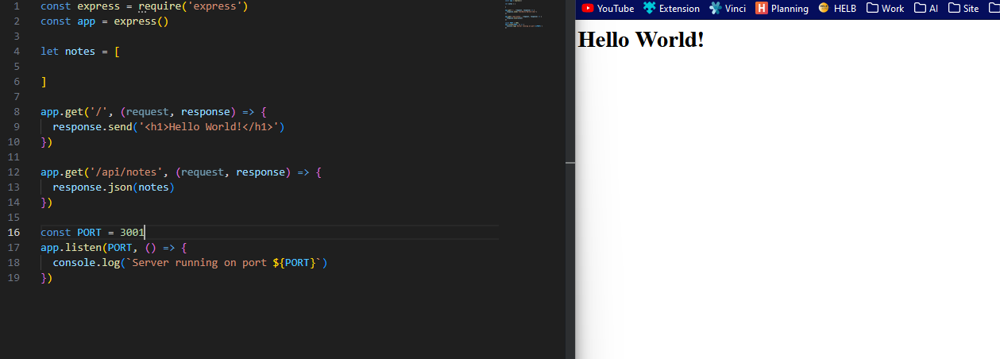 1 const express = require('express')
2 const app = express()
3
4 let notes = [
5
6 ]
7
8 app.get('/', (request, response) => {
9 response.send('<h1>Hello World!</h1>')
10 })
11
12 app.get('/api/notes', (request, response) => {
13 response.json(notes)
14 })
15
16 const PORT = 3001
17 app.listen(PORT, () => {
18 console.log(`Server running on port ${PORT}`)
19 })
YouTube Extension Vinci H Planning HELB Work AI Site
Hello World!